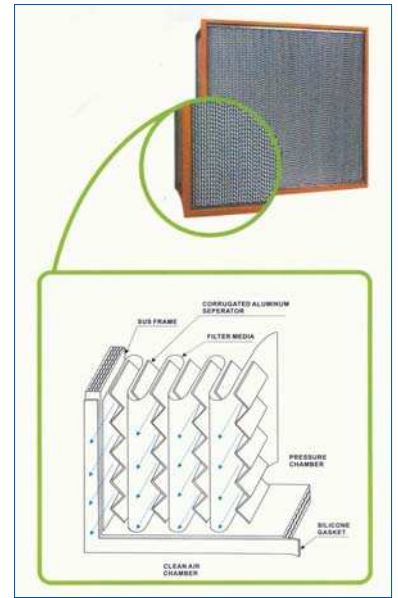 CORRUGATED ALUMINUM
SEPERATOR
SUS FRAME
FILTER MEDIA
PRESSURE
CHAMBER
SILICONE
GASKET
CLEAN AIR
CHAMBER